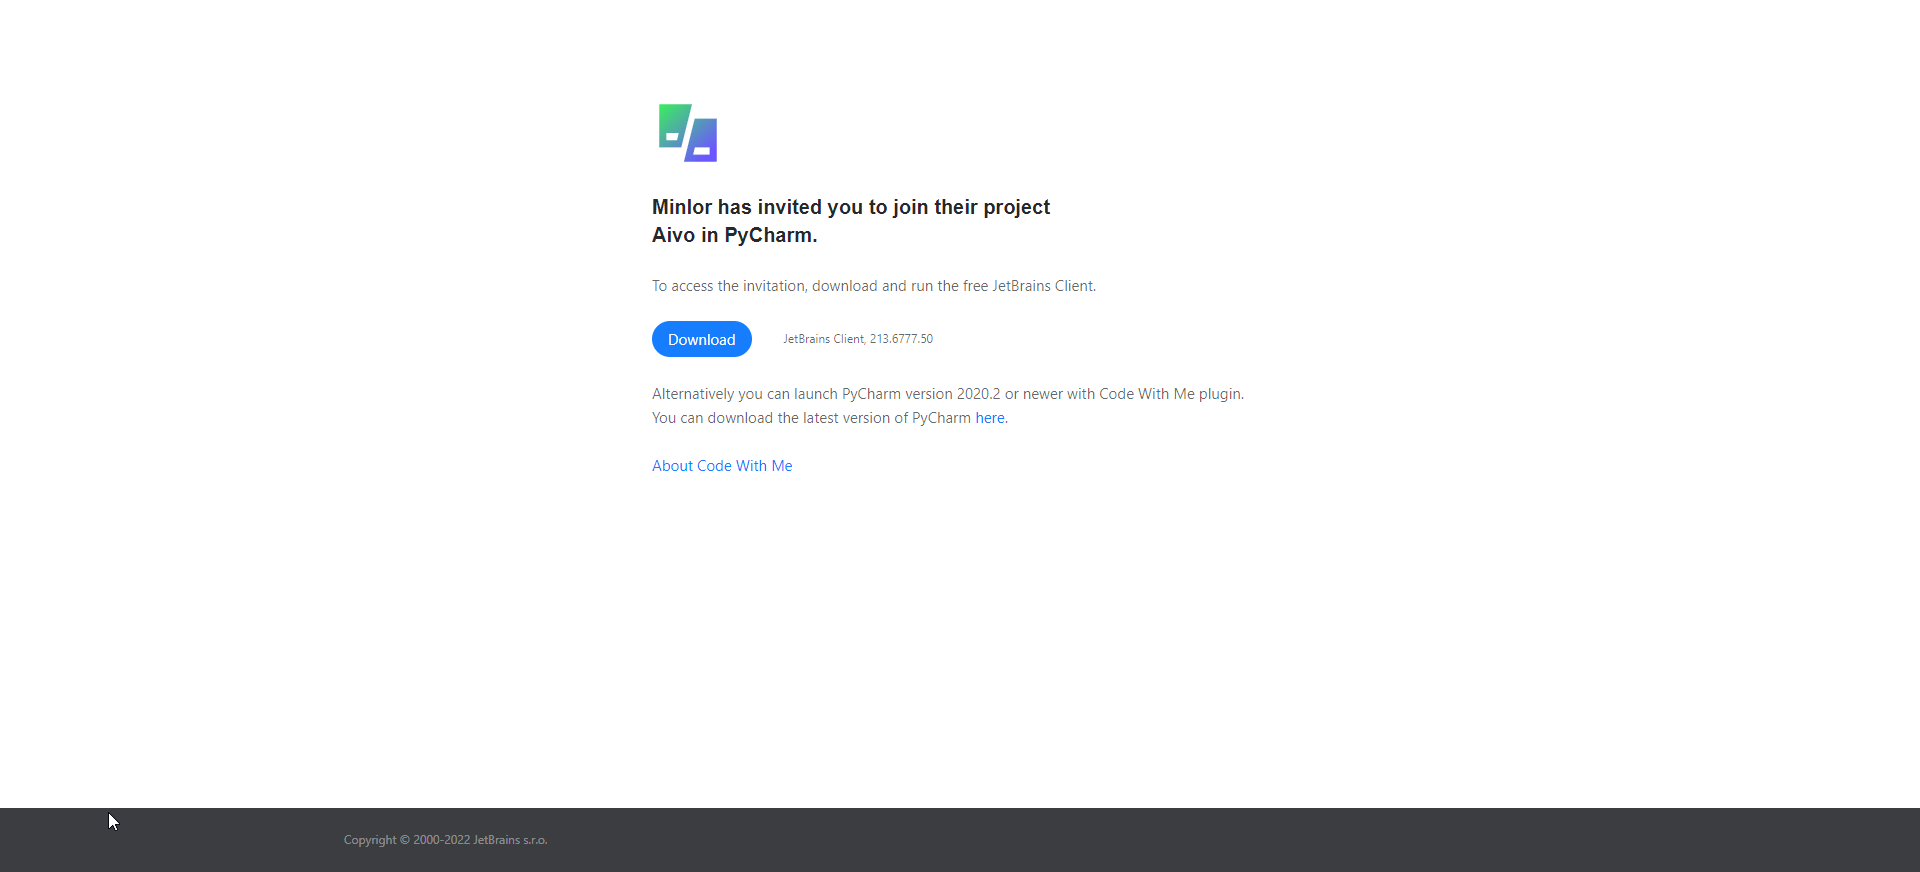 Minlor has invited you to join their project
Aivo in PyCharm.
To access the invitation, download and run the free JetBrains Client.
Download
JetBrains Client, 213.6777.50
Alternatively you can launch PyCharm version 2020.2 or newer with Code With Me plugin.
You can download the latest version of PyCharm here.
About Code With Me
Copyright © 2000-2022 JetBrains s.r.o.